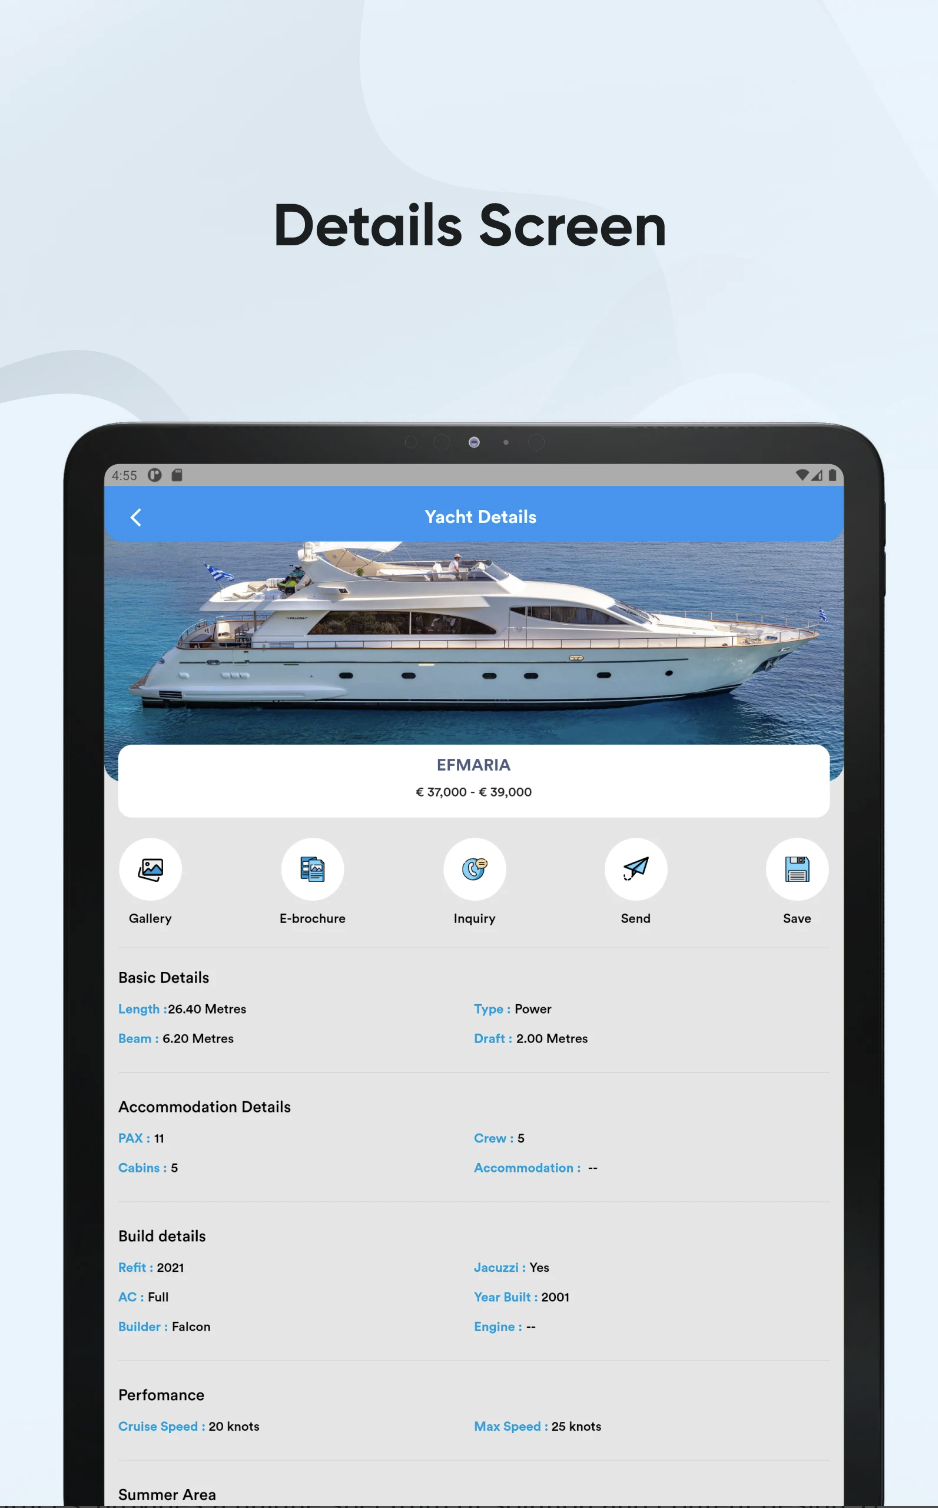 Details Screen
4:55
Yacht Details
EFMARIA
€ 37,000 - € 39,000
Gallery
E-brochure
Inquiry
Send
Save
Basic Details
Length :26.40 Metres
Type : Power
Beam : 6.20 Metres
Draft : 2.00 Metres
Accommodation Details
PAX : 11
Crew : 5
Cabins : 5
Accommodation : --
Build details
Refit : 2021
Jacuzzi : Yes
AC : Full
Year Built : 2001
Builder : Falcon
Engine : --
Perfomance
Cruise Speed : 20 knots
Max Speed : 25 knots
Summer Area